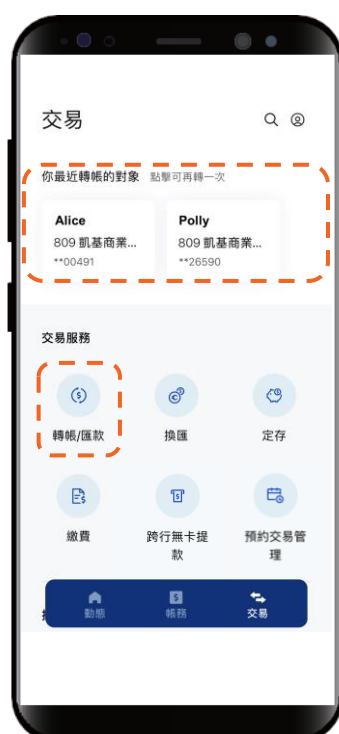 交易
你最近轉帳的對象 點擊可再轉一次
Alice
809 凱基商業...
**00491
Polly
809 凱基商業...
**26590
交易服務
轉帳/匯款
換匯
定存
繳費
跨行無卡提
款
預約交易管
理
動態
帳務
交易